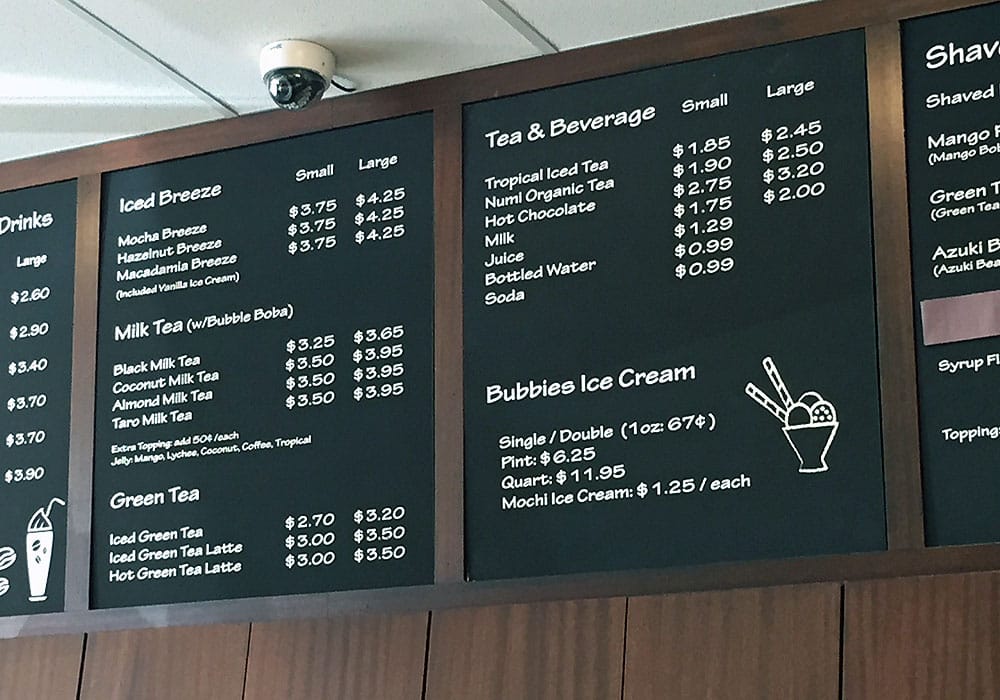 Drinks
Large
$2.60
$2.90
$3.40
$3.70
$3.70
$3.90
Iced Breeze Small Large
Mocha Breeze $3.75 $4.25
Hazelnut Breeze $3.75 $4.25
Macadamia Breeze $3.75 $4.25
(Included Vanilla Ice Cream)
Milk Tea (w/Bubble Boba)
Black Milk Tea $3.25 $3.65
Coconut Milk Tea $3.50 $3.95
Almond Milk Tea $3.50 $3.95
Taro Milk Tea $3.50 $3.95
Extra Topping: add 50¢/each
Jelly: Mango, Lychee, Coconut, Coffee, Tropical
Green Tea
Iced Green Tea $2.70 $3.20
Iced Green Tea Latte $3.00 $3.50
Hot Green Tea Latte $3.00 $3.50
Tea & Beverage Small Large
Tropical Iced Tea $1.85 $2.45
Numi Organic Tea $1.90 $2.50
Hot Chocolate $2.75 $3.20
Milk $1.75 $2.00
Juice $1.29
Bottled Water $0.99
Soda $0.99
Bubbies Ice Cream
Single / Double (1oz: 67¢)
Pint: $6.25
Quart: $11.95
Mochi Ice Cream: $1.25 / each
Shaved
Mango
(Mango
Green
(Green Tea
Azuki
(Azuki
Syrup
Topping